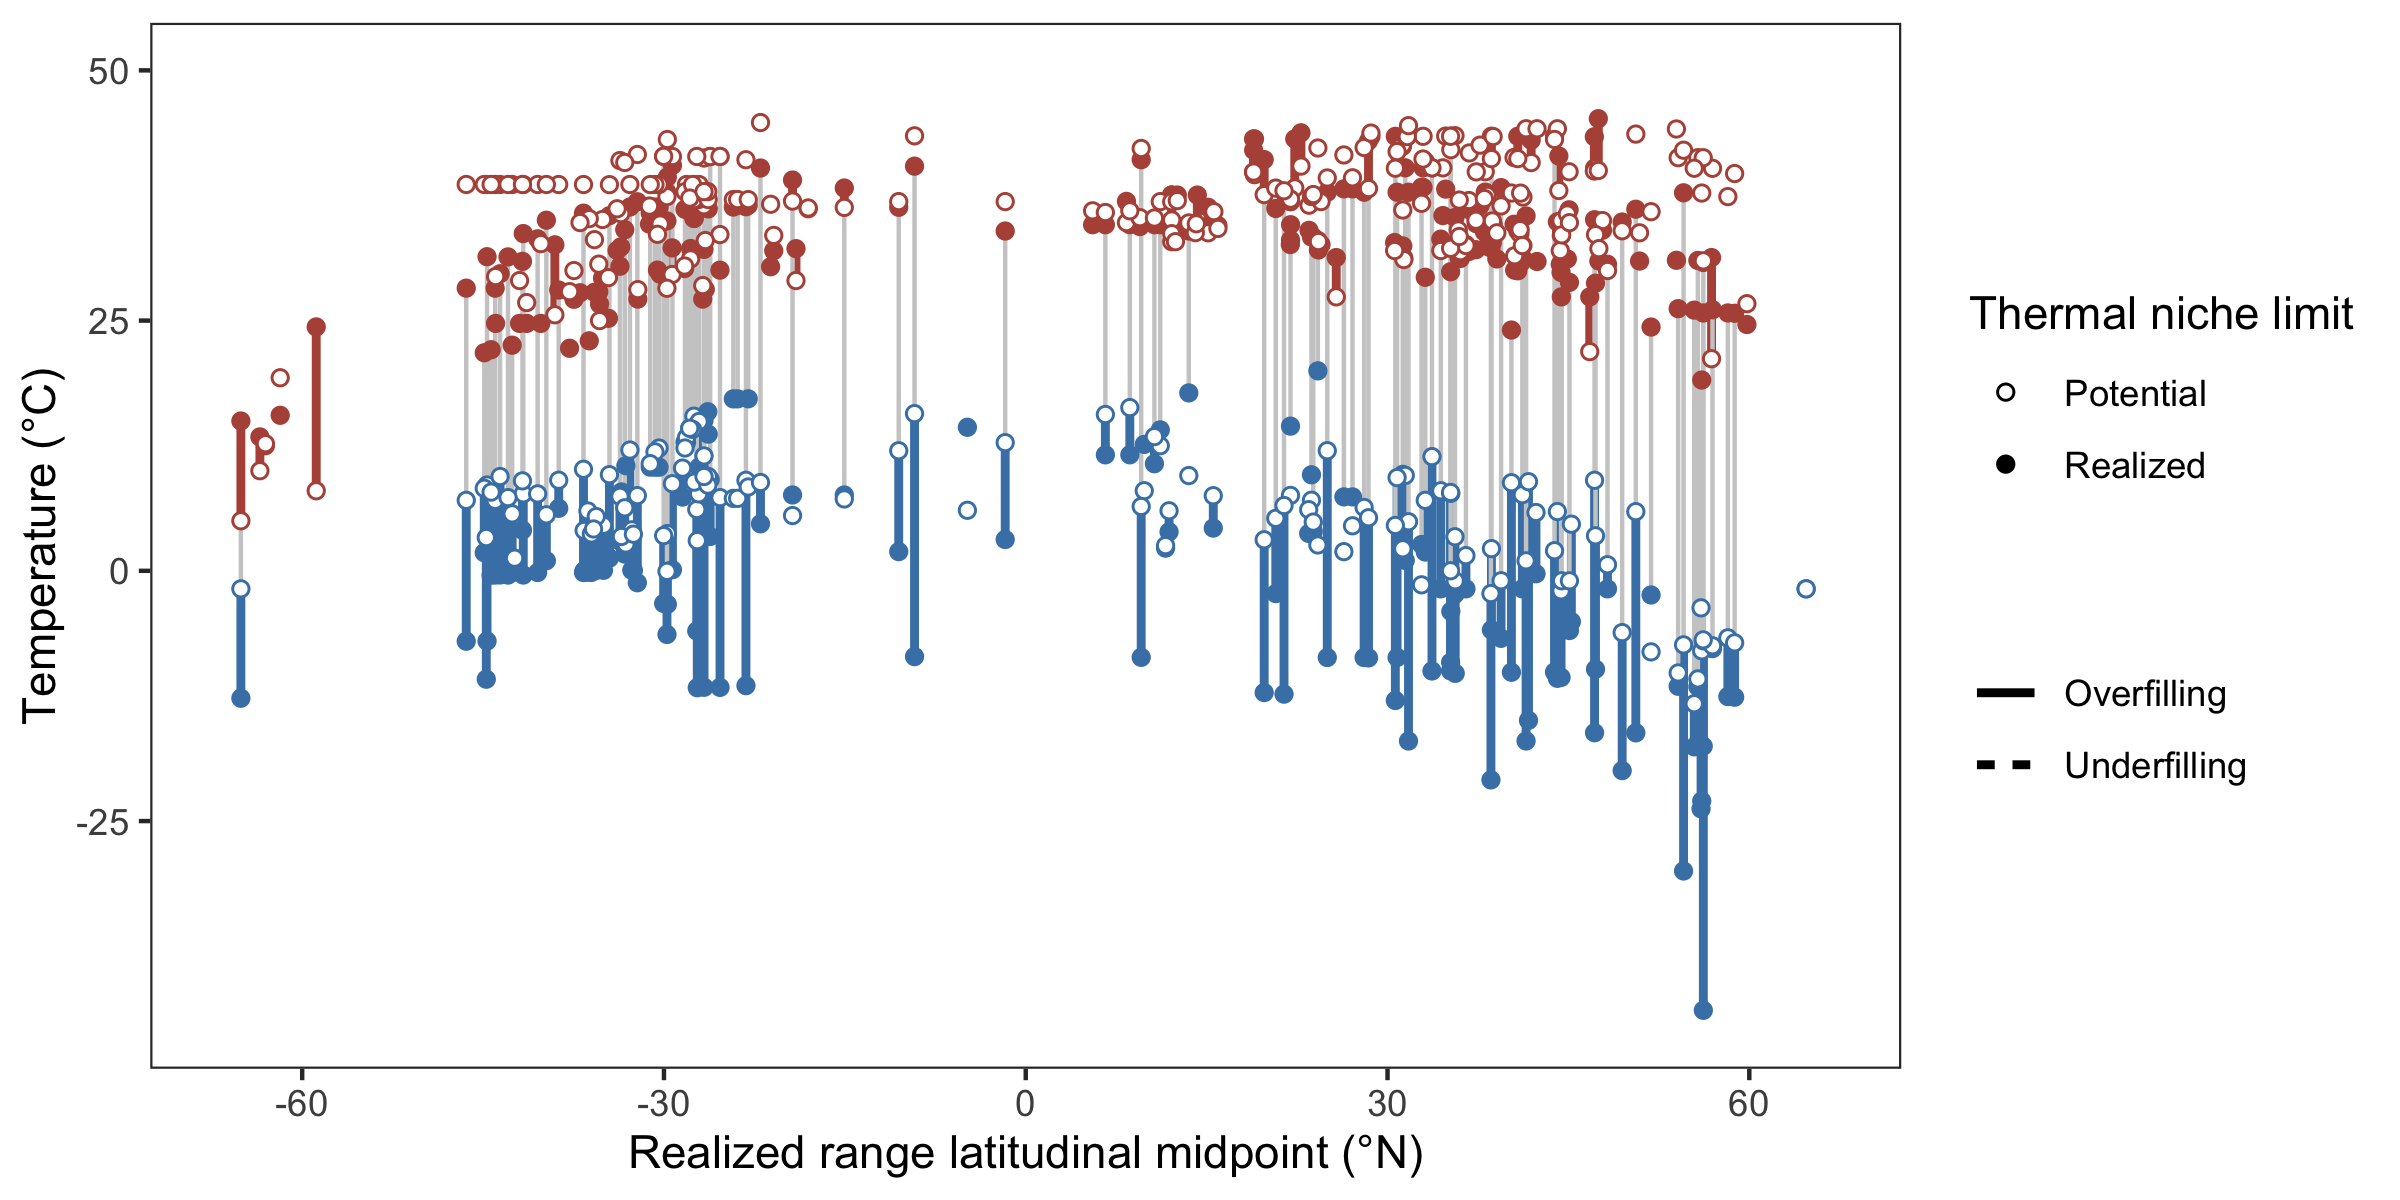 50
25
0
-25
Temperature (°C)
-60
-30
0
30
60
Realized range latitudinal midpoint (°N)
Thermal niche limit
Potential
Realized
Overfilling
Underfilling